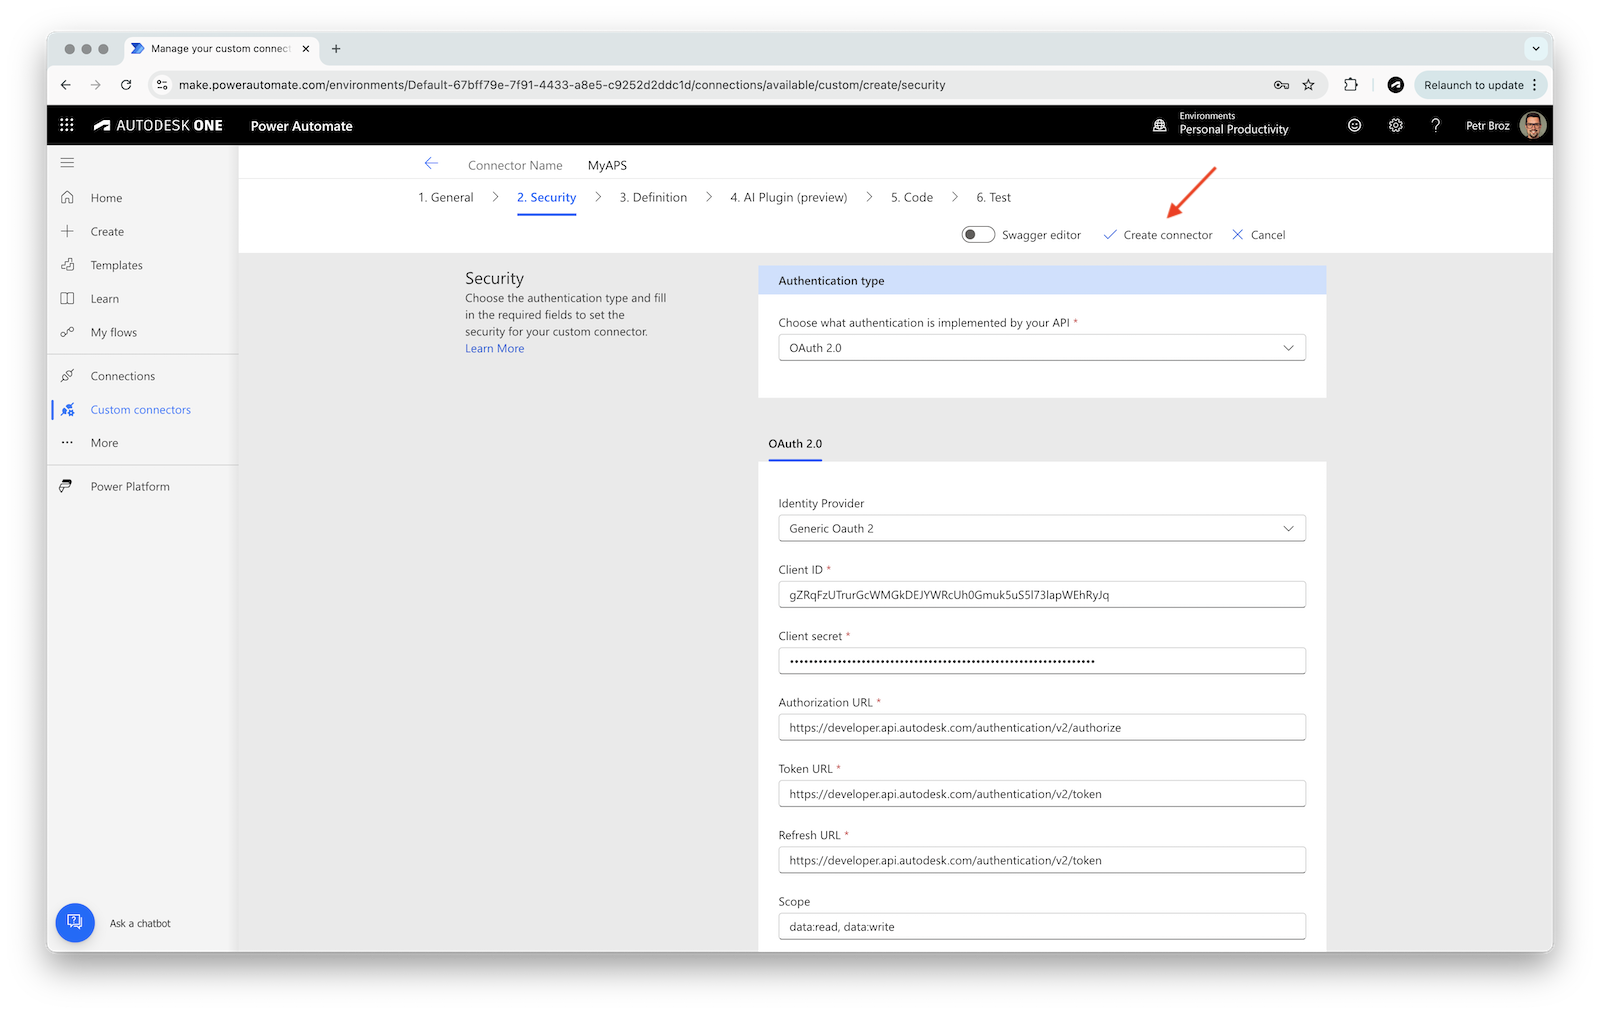 Manage your custom connect
make.powerautomate.com/environments/Default-67bff79e-7f91-4433-a8e5-c9252d2ddc1d/connections/available/custom/create/security
Relaunch to update
AUTODESK ONE
Power Automate
Environments
Personal Productivity
Petr Broz
Connector Name MyAPS
1. General
2. Security
3. Definition
4. AI Plugin (preview)
5. Code
6. Test
Swagger editor
Create connector
Cancel
Home
Create
Templates
Learn
My flows
Connections
Custom connectors
More
Power Platform
Ask a chatbot
Security
Choose the authentication type and fill
in the required fields to set the
security for your custom connector.
Learn More
Authentication type
Choose what authentication is implemented by your API *
OAuth 2.0
OAuth 2.0
Identity Provider
Generic Oauth 2
Client ID *
gZRqFzUTrurGcWMGkDEJYWRcUh0Gmuk5uS5l73lapWEhRyJq
Client secret *
Authorization URL *
https://developer.api.autodesk.com/authentication/v2/authorize
Token URL *
https://developer.api.autodesk.com/authentication/v2/token
Refresh URL *
https://developer.api.autodesk.com/authentication/v2/token
Scope
data:read, data:write